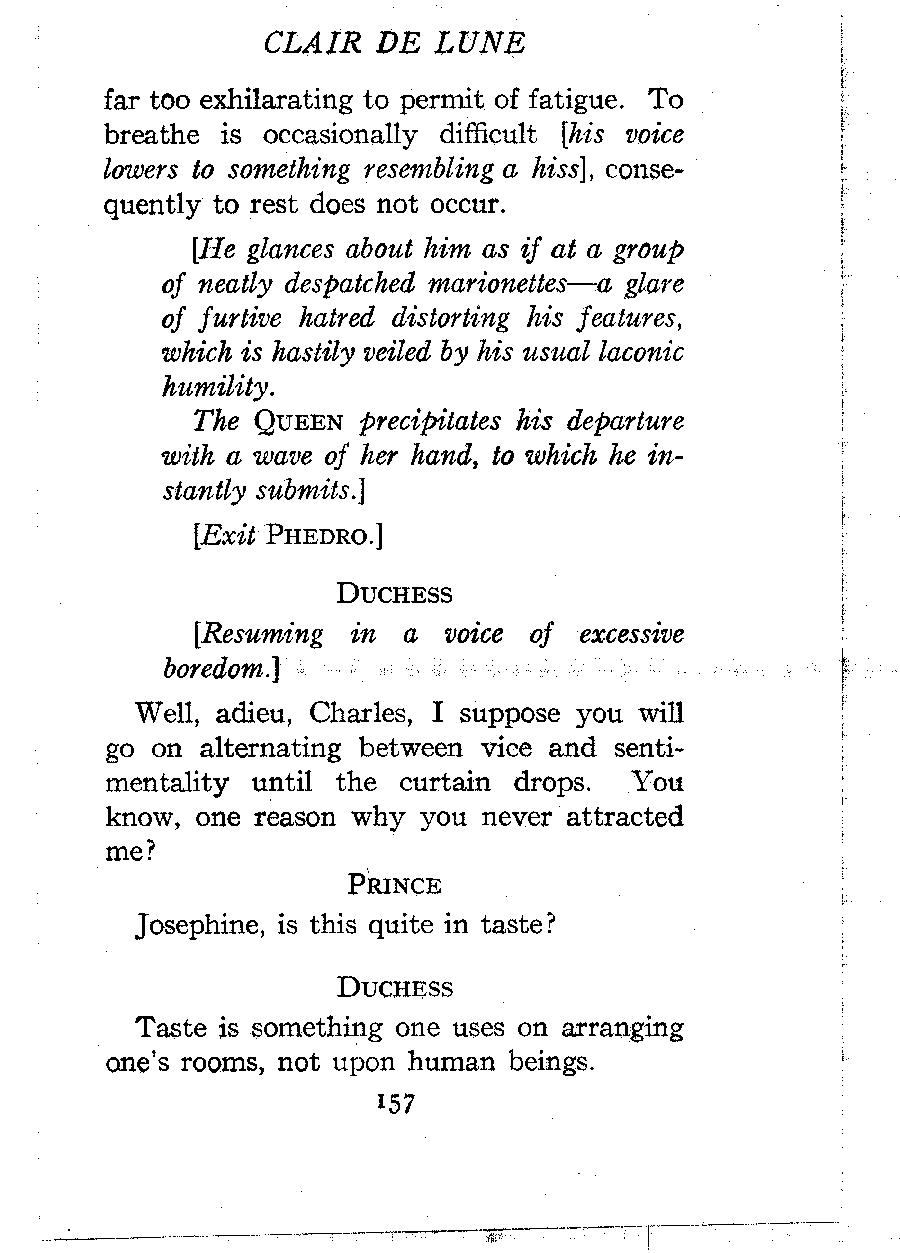 CLAIR DE LUNE
far too exhilarating to permit of fatigue. To
breathe is occasionally difficult [his voice
lowers to something resembling a hiss], conse-
quently to rest does not occur.
[He glances about him as if at a group
of neatly despatched marionettes—a glare
of furtive hatred distorting his features,
which is hastily veiled by his usual laconic
humility.
The QUEEN precipitates his departure
with a wave of her hand, to which he in-
stantly submits.]
[Exit PHEDRO.]
DUCHESS
[Resuming in a voice of excessive
boredom.]
Well, adieu, Charles, I suppose you will
go on alternating between vice and senti-
mentality until the curtain drops. You
know, one reason why you never attracted
me?
PRINCE
Josephine, is this quite in taste?
DUCHESS
Taste is something one uses on arranging
one's rooms, not upon human beings.
157